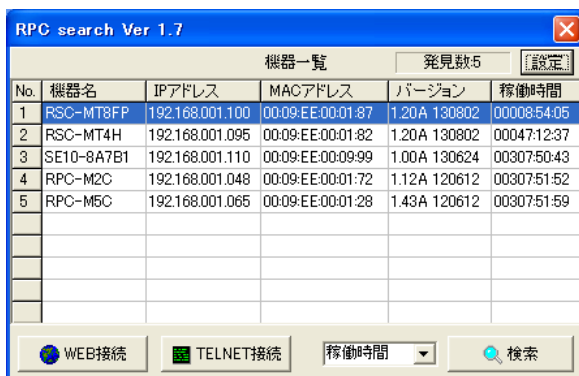 RPC search Ver 1.7
機器一覧 発見数:5 設定
No. 機器名 IPアドレス MACアドレス バージョン 稼働時間
1 RSC-MT8FP 192.168.001.100 00:09:EE:00:01:87 1.20A 130802 00008:54:05
2 RSC-MT4H 192.168.001.095 00:09:EE:00:01:82 1.20A 130802 00047:12:37
3 SE10-8A7B1 192.168.001.110 00:09:EE:00:09:99 1.00A 130624 00307:50:43
4 RPC-M2C 192.168.001.048 00:09:EE:00:01:72 1.12A 120612 00307:51:52
5 RPC-M5C 192.168.001.065 00:09:EE:00:01:28 1.43A 120612 00307:51:59
WEB接続 TELNET接続 稼働時間 検索